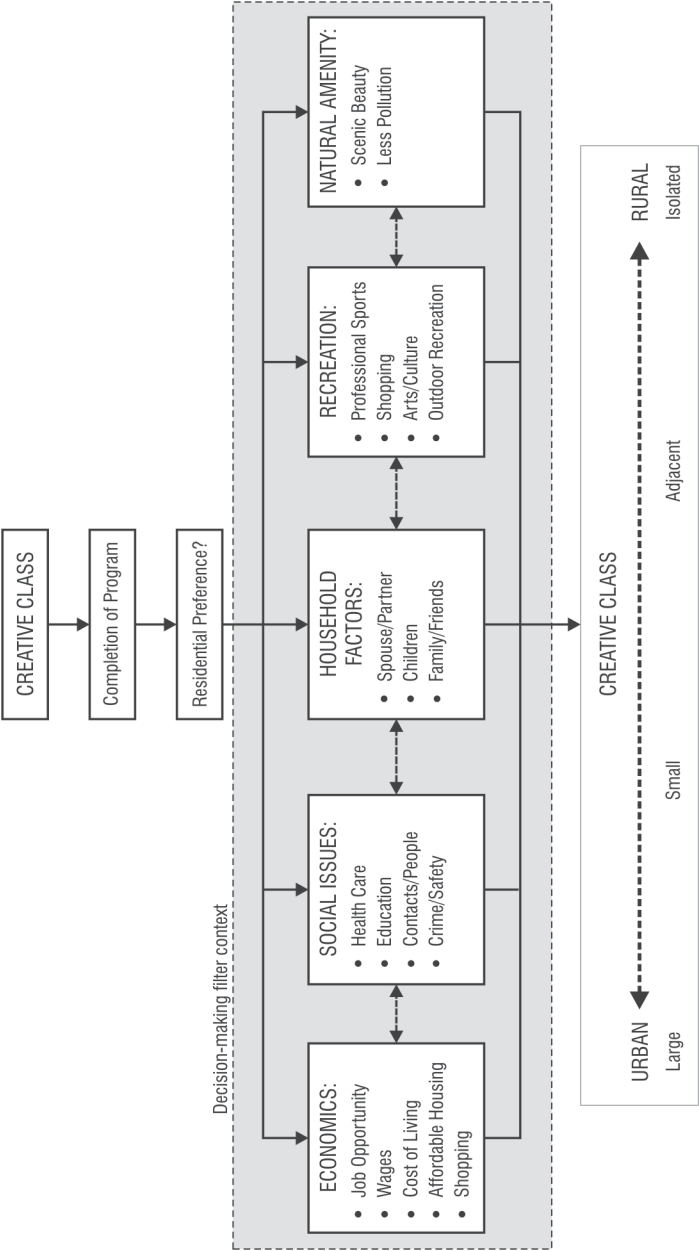 CREATIVE CLASS
Completion of Program
Residential Preference?
Decision-making filter context
ECONOMICS:
• Job Opportunity
• Wages
• Cost of Living
• Affordable Housing
• Shopping
SOCIAL ISSUES:
• Health Care
• Education
• Contacts/People
• Crime/Safety
HOUSEHOLD
FACTORS:
• Spouse/Partner
• Children
• Family/Friends
RECREATION:
• Professional Sports
• Shopping
• Arts/Culture
• Outdoor Recreation
NATURAL AMENITY:
• Scenic Beauty
• Less Pollution
CREATIVE CLASS
URBAN RURAL
Large Small Adjacent Isolated